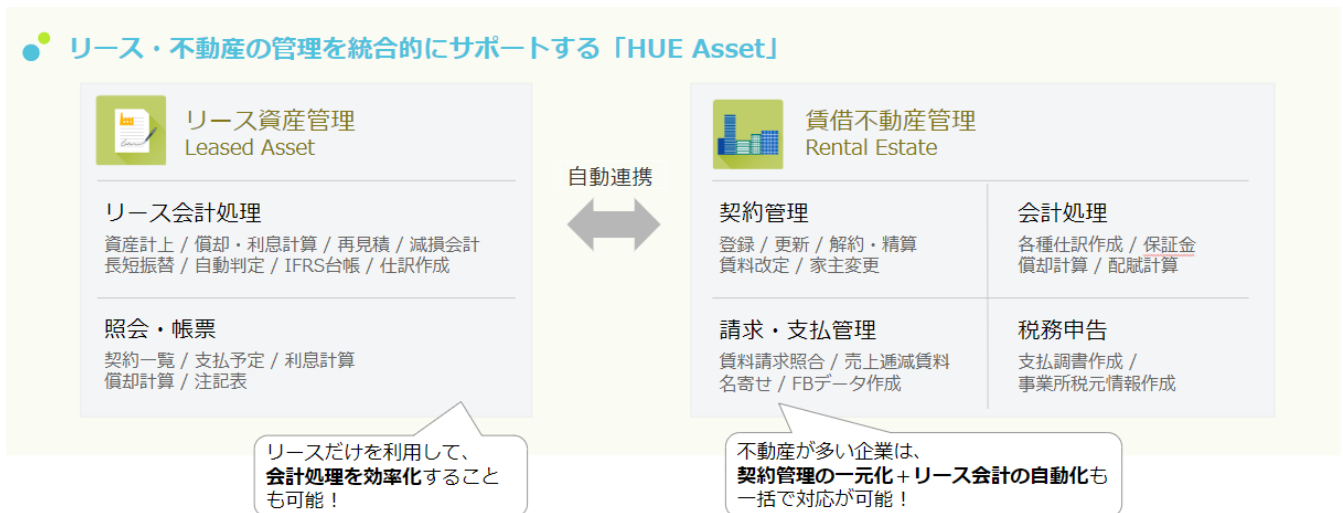 リース・不動産の管理を統合的にサポートする「HUE Asset」
リース資産管理
Leased Asset
リース会計処理
資産計上 / 償却・利息計算 / 再見積 / 減損会計
長短振替 / 自動判定 / IFRS台帳 / 仕訳作成
照会・帳票
契約一覧 / 支払予定 / 利息計算
償却計算 / 注記表
リースだけを利用して、
会計処理を効率化すること
も可能！
自動連携
賃借不動産管理
Rental Estate
契約管理
登録 / 更新 / 解約・精算
賃料改定 / 家主変更
会計処理
各種仕訳作成 / 保証金
償却計算 / 配賦計算
請求・支払管理
賃料請求照合 / 売上逓減賃料
名寄せ / FBデータ作成
税務申告
支払調書作成 /
事業所税元情報作成
不動産が多い企業は、
契約管理の一元化+リース会計の自動化も
一括で対応が可能！